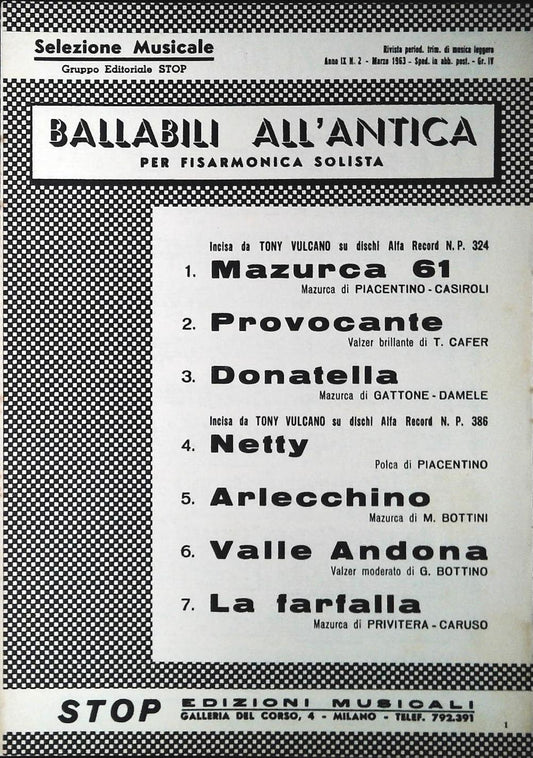 Selezione Musicale
Gruppo Editoriale STOP
Rivista period. trim. di musica leggera
Anno IX N. 2 - Marzo 1963 - Sped. in abb. post. - Gr. IV
BALLABILI ALL'ANTICA
PER FISARMONICA SOLISTA
Incisa da TONY VULCANO su dischi Alfa Record N. P. 324
1. Mazurca 61
Mazurca di PIACENTINO - CASIROLI
2. Provocante
Valzer brillante di T. CAFER
3. Donatella
Mazurca di GATTONE - DAMELE
Incisa da TONY VULCANO su dischi Alfa Record N. P. 386
4. Netty
Polca di PIACENTINO
5. Arlecchino
Mazurca di M. BOTTINI
6. Valle Andona
Valzer moderato di G. BOTTINO
7. La farfalla
Mazurca di PRIVITERA - CARUSO
STOP EDIZIONI MUSICALI
GALLERIA DEL CORSO, 4 - MILANO - TELEF. 792.391
1